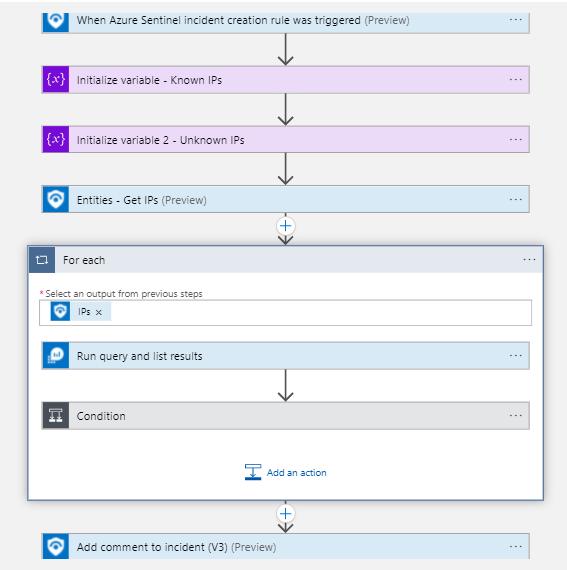 When Azure Sentinel incident creation rule was triggered (Preview) ...
{x} Initialize variable - Known IPs ...
{x} Initialize variable 2 - Unknown IPs ...
Entities - Get IPs (Preview) ...
For each ...
* Select an output from previous steps
IPs ×
Run query and list results ...
Condition ...
Add an action
Add comment to incident (V3) (Preview) ...